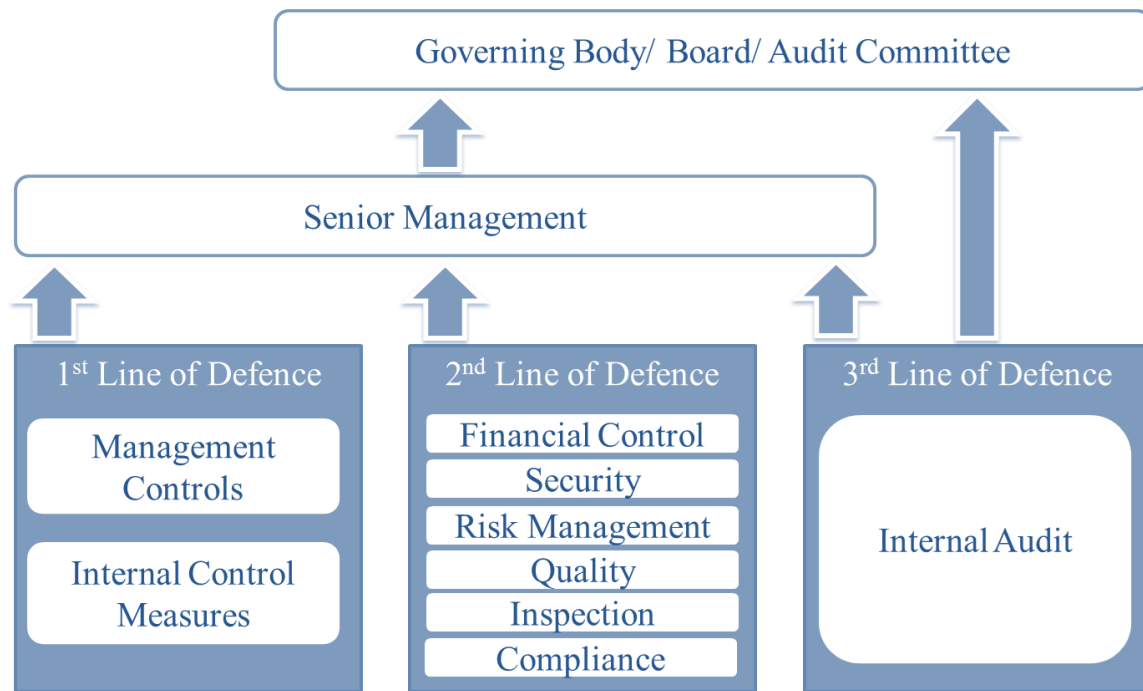 Governing Body/ Board/ Audit Committee
Senior Management
1st Line of Defence
Management
Controls
Internal Control
Measures
2nd Line of Defence
Financial Control
Security
Risk Management
Quality
Inspection
Compliance
3rd Line of Defence
Internal Audit